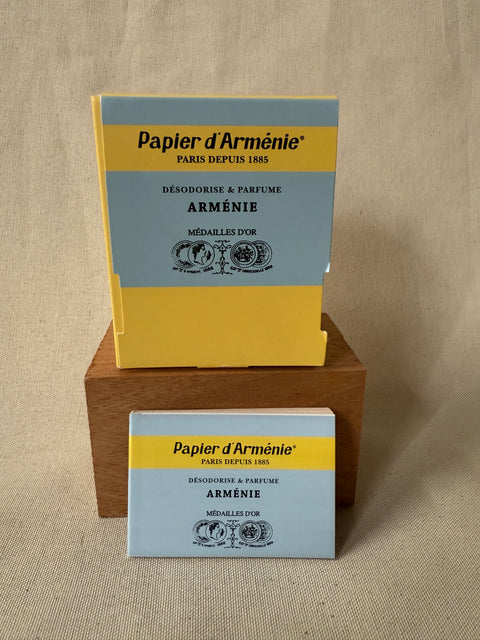 Papier d'Arménie®
PARIS DEPUIS 1885
DÉSODORISE & PARFUME
ARMÉNIE
MÉDAILLES D'OR
Papier d'Arménie®
PARIS DEPUIS 1885
DÉSODORISE & PARFUME
ARMÉNIE
MÉDAILLES D'OR